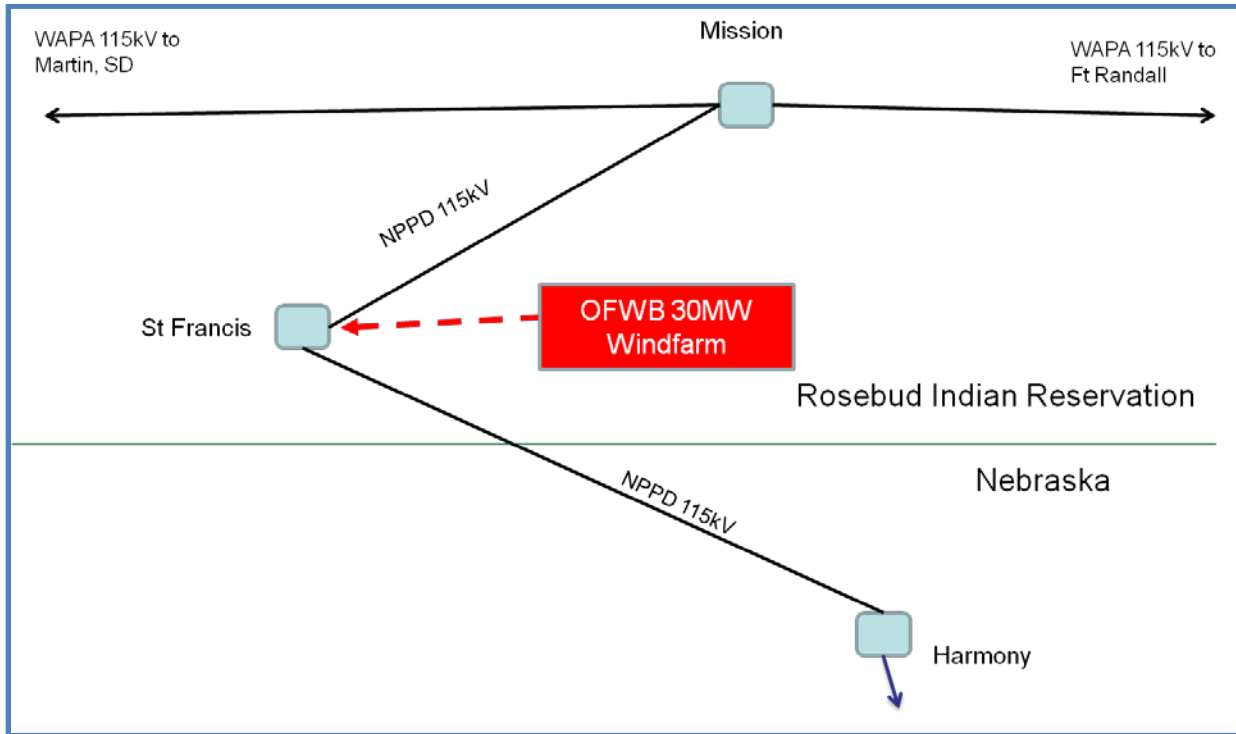 WAPA 115kV to
Martin, SD
Mission
WAPA 115kV to
Ft Randall
NPPD 115kV
St Francis
OFWB 30MW
Windfarm
Rosebud Indian Reservation
Nebraska
NPPD 115kV
Harmony